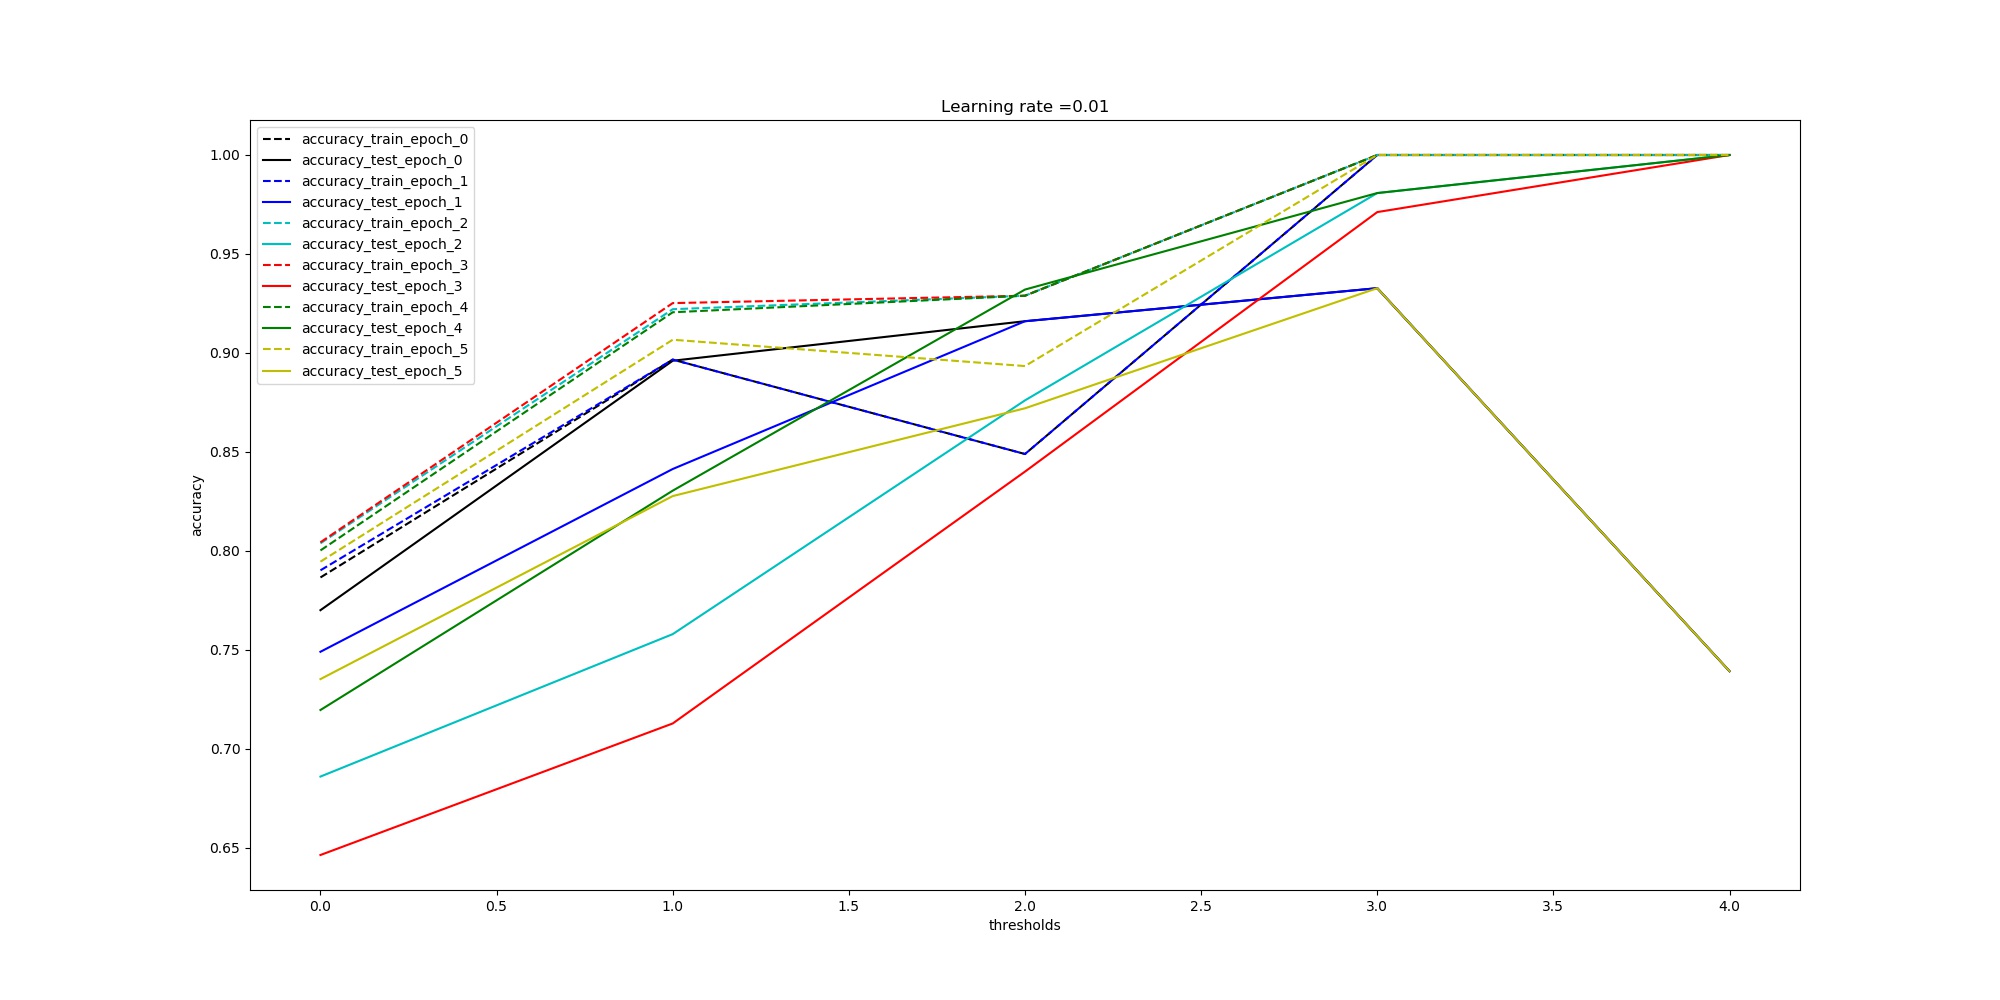 Learning rate =0.01
accuracy_train_epoch_0
accuracy_test_epoch_0
accuracy_train_epoch_1
accuracy_test_epoch_1
accuracy_train_epoch_2
accuracy_test_epoch_2
accuracy_train_epoch_3
accuracy_test_epoch_3
accuracy_train_epoch_4
accuracy_test_epoch_4
accuracy_train_epoch_5
accuracy_test_epoch_5
1.00
0.95
0.90
0.85
0.80
0.75
0.70
0.65
accuracy
0.0 0.5 1.0 1.5 2.0 2.5 3.0 3.5 4.0
thresholds